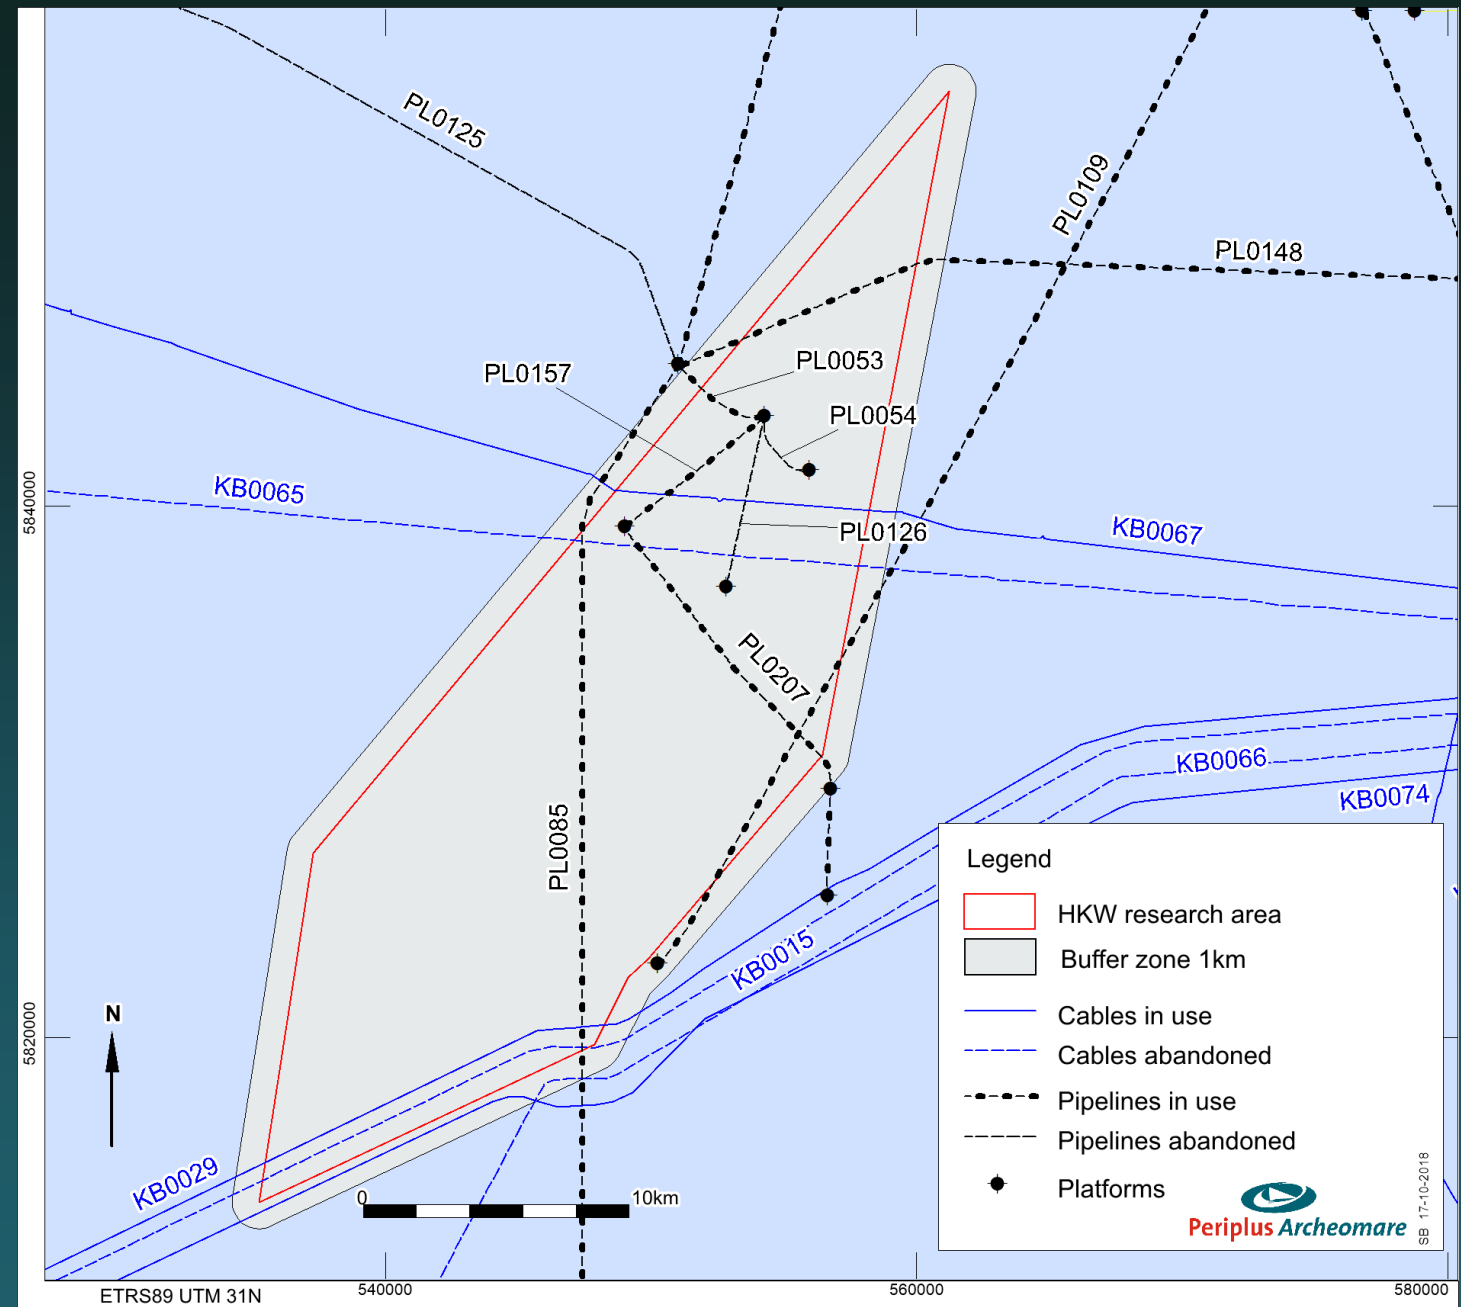 PL0125
PL0109
PL0148
PL0157
PL0053
PL0054
KB0065
PL0126
KB0067
PL0207
KB0066
KB0074
PL0085
KB0015
KB0029
5840000
5820000
N
0
10km
Legend
HKW research area
Buffer zone 1km
Cables in use
Cables abandoned
Pipelines in use
Pipelines abandoned
Platforms
Periplus Archeomare
SB 17-10-2018
540000
560000
580000
ETRS89 UTM 31N